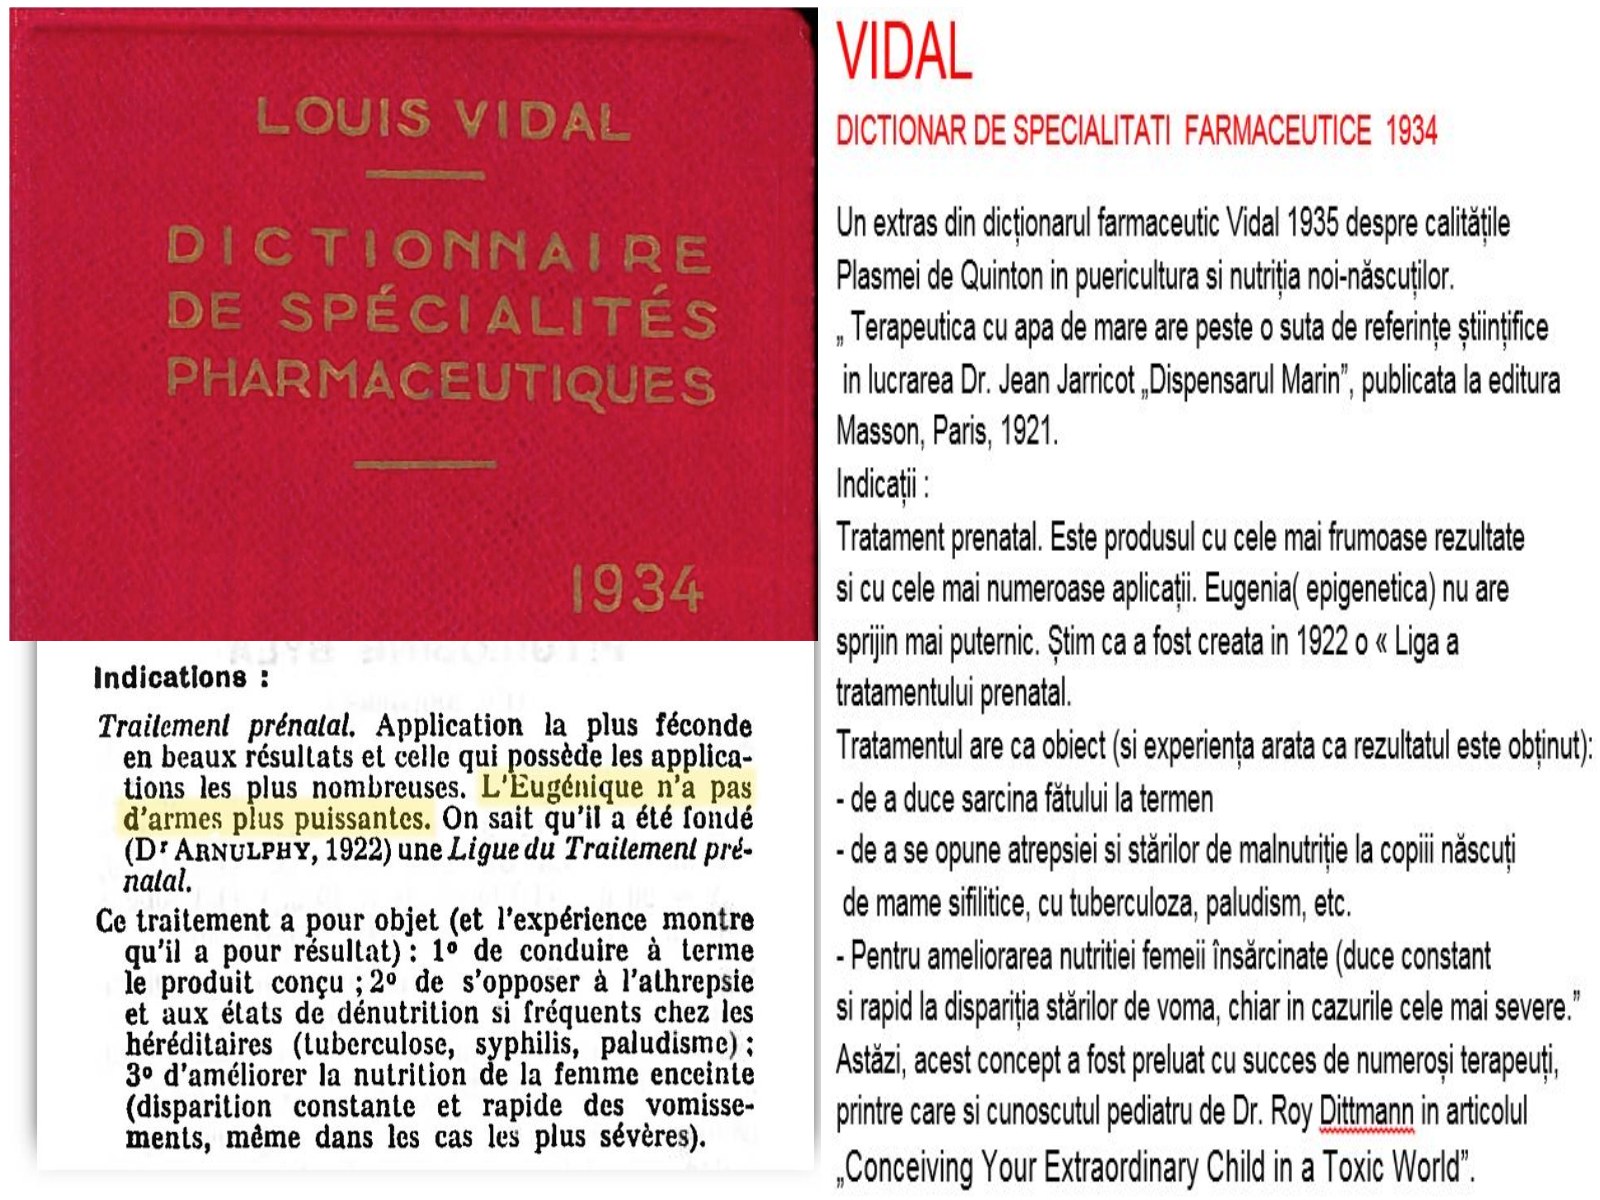 LOUIS VIDAL
DICTIONNAIRE
DE SPÉCIALITÉS
PHARMACEUTIQUES
1934
Indications :
Traitement prénatal. Application la plus féconde
en beaux résultats et celle qui possède les applica-
tions les plus nombreuses. L'Eugénique n'a pas
d'armes plus puissantes. On sait qu'il a été fondé
(Dr ARNULPHY, 1922) une Ligue du Traitement pré-
natal.
Ce traitement a pour objet (et l'expérience montre
qu'il a pour résultat) : 1º de conduire à terme
le produit conçu ; 2º de s'opposer à l'athrepsie
et aux états de dénutrition si fréquents chez les
héréditaires (tuberculose, syphilis, paludisme) ;
3º d'améliorer la nutrition de la femme enceinte
(disparition constante et rapide des vomisse-
ments, même dans les cas les plus sévères).
VIDAL
DICTIONAR DE SPECIALITATI FARMACEUTICE 1934
Un extras din dicționarul farmaceutic Vidal 1935 despre calitățile
Plasmei de Quinton in puericultura si nutriția noi-născuților.
„ Terapeutica cu apa de mare are peste o suta de referințe științifice
in lucrarea Dr. Jean Jarricot „Dispensarul Marin”, publicata la editura
Masson, Paris, 1921.
Indicații :
Tratament prenatal. Este produsul cu cele mai frumoase rezultate
si cu cele mai numeroase aplicații. Eugenia( epigenetica) nu are
sprijin mai puternic. Știm ca a fost creata in 1922 o « Liga a
tratamentului prenatal.
Tratamentul are ca obiect (si experiența arata ca rezultatul este obținut):
- de a duce sarcina fătului la termen
- de a se opune atrepsiei si stărilor de malnutriție la copiii născuți
de mame sifilitice, cu tuberculoza, paludism, etc.
- Pentru ameliorarea nutritiei femeii însărcinate (duce constant
si rapid la dispariția stărilor de voma, chiar in cazurile cele mai severe.”
Astăzi, acest concept a fost preluat cu succes de numeroși terapeuți,
printre care si cunoscutul pediatru de Dr. Roy Dittmann in articolul
„Conceiving Your Extraordinary Child in a Toxic World”.